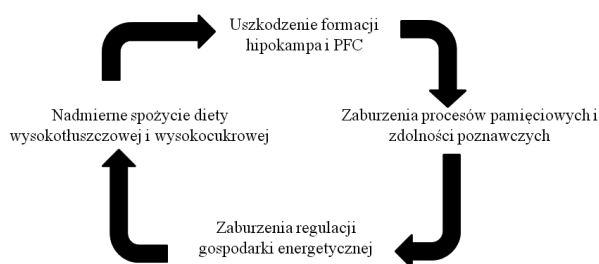 Uszkodzenie formacji
hipokampa i PFC
Nadmierne spożycie diety
wysokotłuszczowej i wysokocukrowej
Zaburzenia procesów pamięciowych i
zdolności poznawczych
Zaburzenia regulacji
gospodarki energetycznej